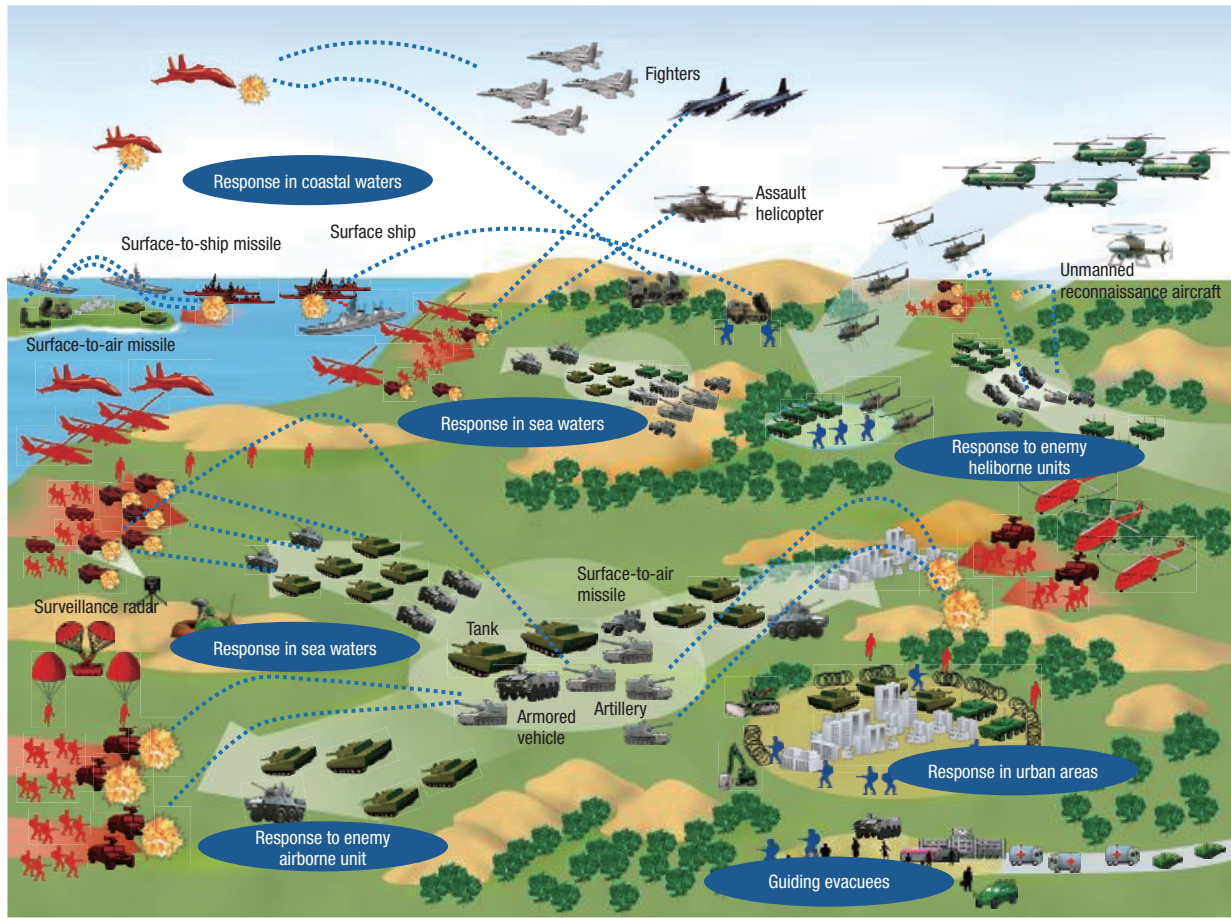 Fighters
Response in coastal waters
Assault
helicopter
Surface-to-ship missile
Surface ship
Unmanned
reconnaissance aircraft
Surface-to-air missile
Response in sea waters
Response to enemy
heliborne units
Surveillance radar
Surface-to-air
missile
Tank
Response in sea waters
Armored
vehicle
Artillery
Response in urban areas
Response to enemy
airborne unit
Guiding evacuees